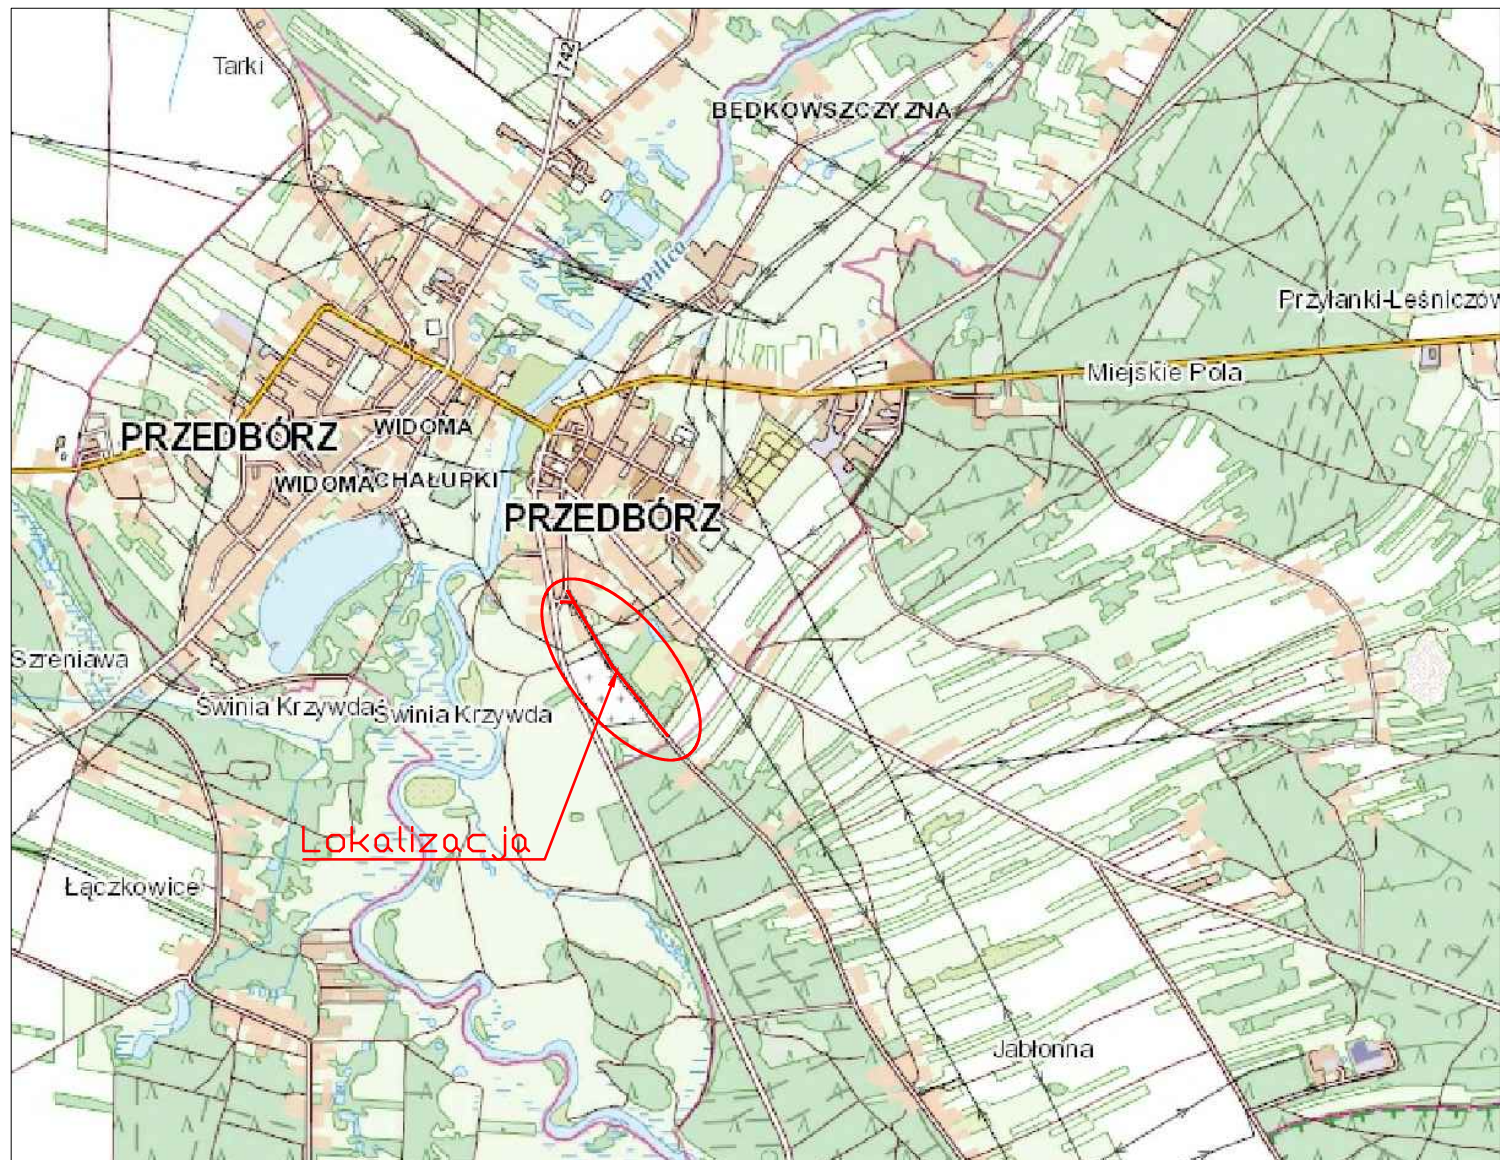 Tarki
742
BĘDKOWSZCZYZNA
Pilica
Przyłanki-Leśniczów
Miejskie Pola
PRZEDBÓRZ
WIDOMA
WIDOMA
CHAŁUPKI
PRZEDBÓRZ
Szreniawa
Świnia Krzywda
Świnia Krzywda
Lokalizacja
Łączkowice
Jabłonna